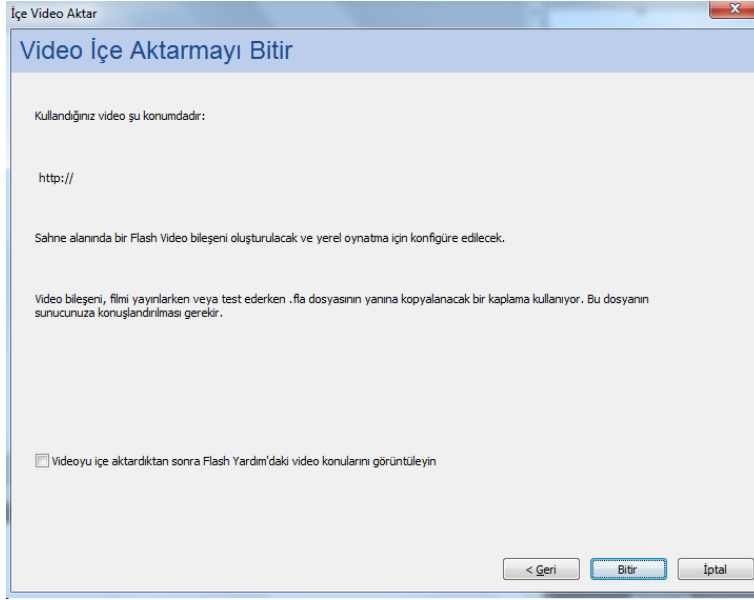 İçe Video Aktar
Video İçe Aktarmayı Bitir
Kullandığınız video şu konumdadır:
http://
Sahne alanında bir Flash Video bileşeni oluşturulacak ve yerel oynatma için konfigüre edilecek.
Video bileşeni, filmi yayınlarken veya test ederken .fla dosyasının yanına kopyalanacak bir kaplama kullanıyor. Bu dosyanın
sunucunuza konuşlandırılması gerekir.
Videoyu içe aktardıktan sonra Flash Yardım'daki video konularını görüntüleyin
< Geri Bitir İptal